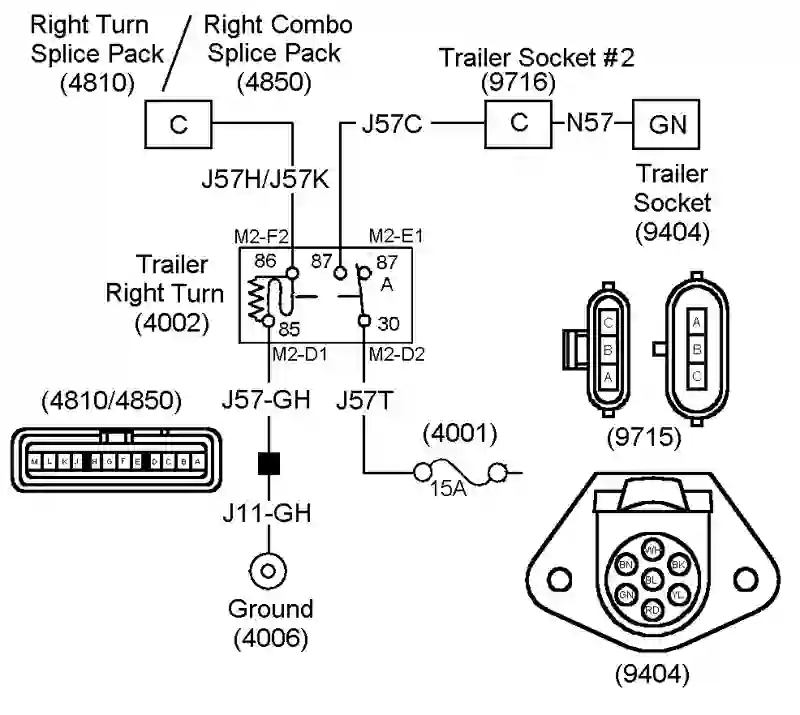 Right Turn
Splice Pack
(4810)
Right Combo
Splice Pack
(4850)
Trailer Socket #2
(9716)
C
J57C
C
N57
GN
J57H/J57K
Trailer
Socket
(9404)
M2-F2
M2-E1
Trailer
Right Turn
(4002)
86
87
87
A
85
30
M2-D1
M2-D2
C
B
A
A
B
C
(9715)
(4810/4850)
J57-GH
J57T
(4001)
15A
M L K J H G F E D C B A
J11-GH
WH
BN
BK
BL
GN
YL
RD
Ground
(4006)
(9404)